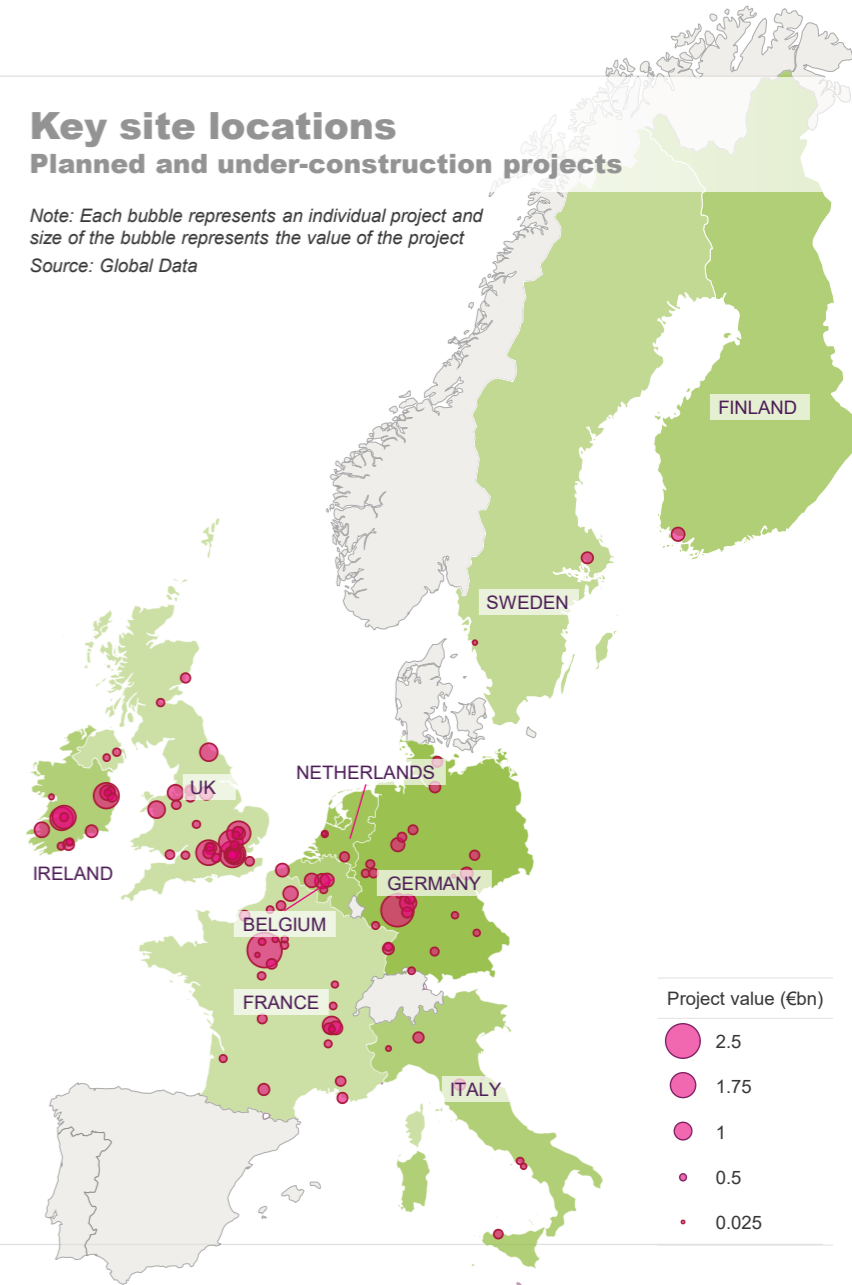 Key site locations
Planned and under-construction projects
Note: Each bubble represents an individual project and
size of the bubble represents the value of the project
Source: Global Data
FINLAND
SWEDEN
NETHERLANDS
UK
IRELAND
GERMANY
BELGIUM
FRANCE
ITALY
Project value (€bn)
2.5
1.75
1
0.5
0.025